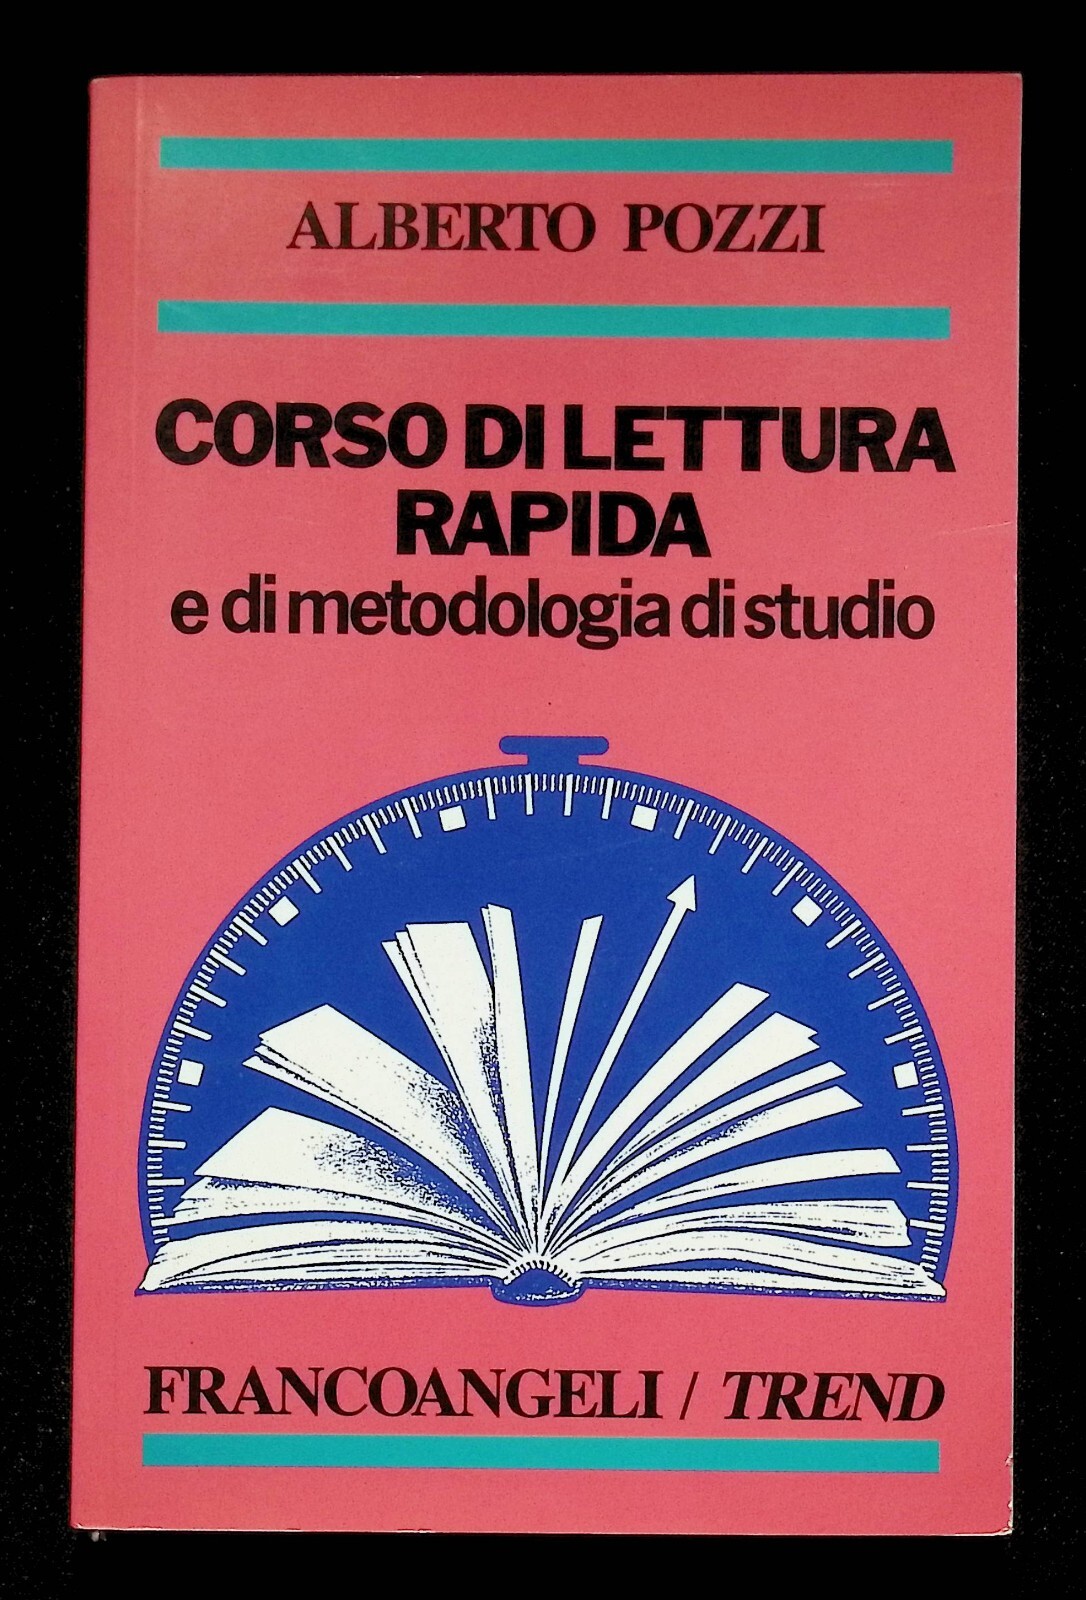 ALBERTO POZZI
CORSO DI LETTURA
RAPIDA
e di metodologia di studio
FRANCOANGELI / TREND